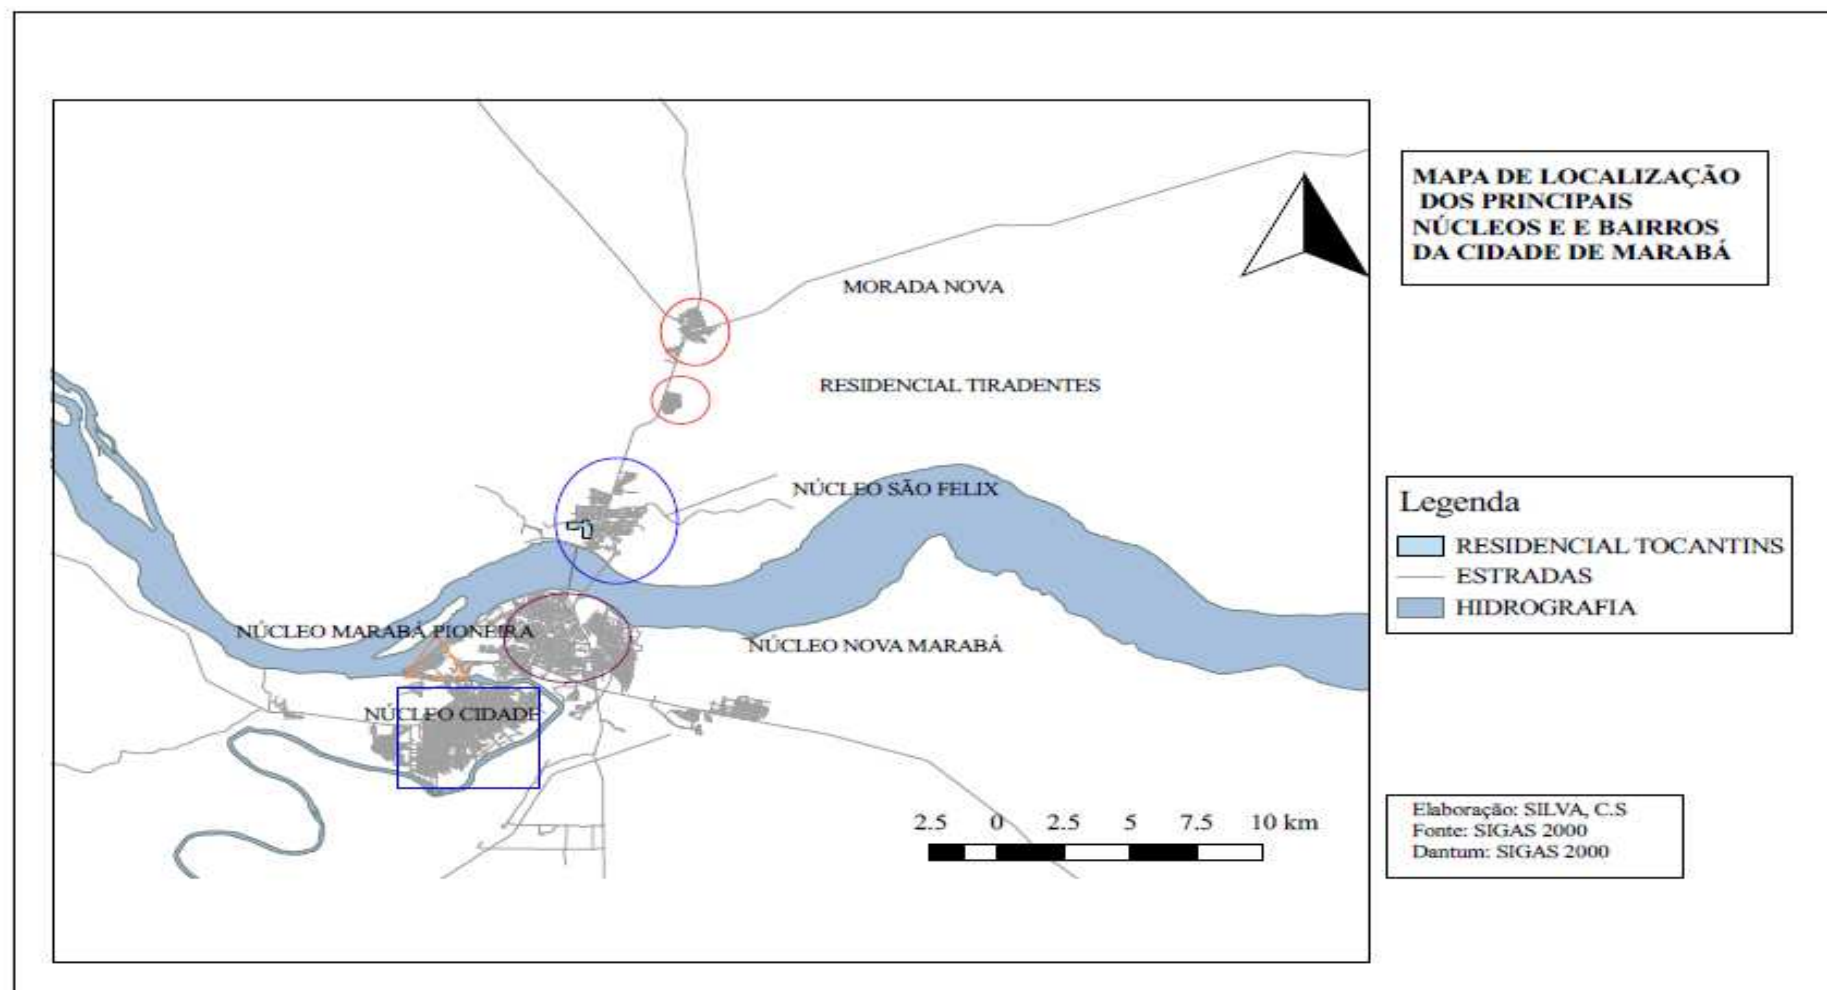 MAPA DE LOCALIZAÇÃO
DOS PRINCIPAIS
NÚCLEOS E E BAIRROS
DA CIDADE DE MARABÁ
MORADA NOVA
RESIDENCIAL TIRADENTES
NÚCLEO SÃO FELIX
NÚCLEO MARABÁ PIONEIRA
NÚCLEO NOVA MARABÁ
NÚCLEO CIDADE
2.5 0 2.5 5 7.5 10 km
Legenda
RESIDENCIAL TOCANTINS
ESTRADAS
HIDROGRAFIA
Elaboração: SILVA, C.S
Fonte: SIGAS 2000
Dantum: SIGAS 2000